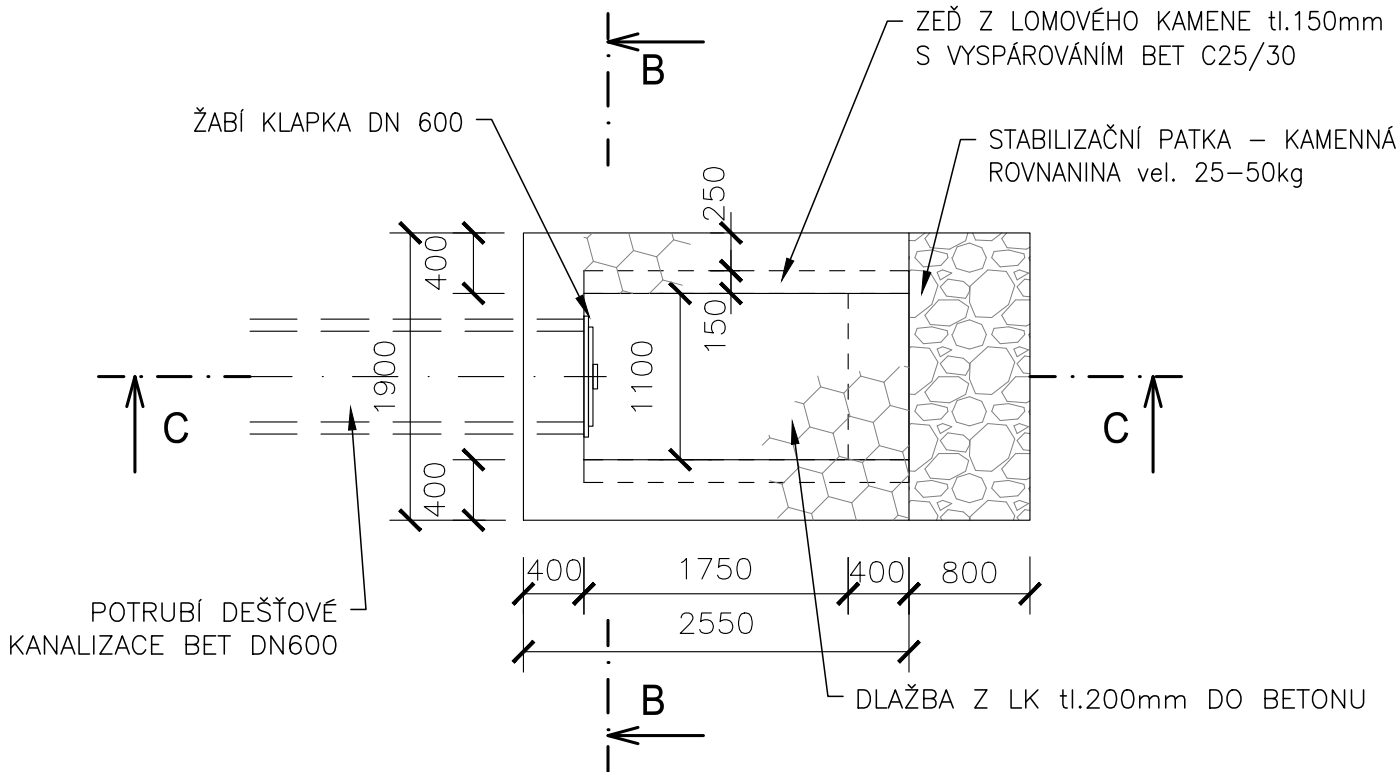 ZEĎ Z LOMOVÉHO KAMENE tl.150mm
S VYSPÁROVÁNÍM BET C25/30
B
ŽABÍ KLAPKA DN 600
STABILIZAČNÍ PATKA – KAMENNÁ
ROVNANINA vel. 25–50kg
250
400
150
1900
1100
C
C
400
400
1750
400
800
2550
POTRUBÍ DEŠŤOVÉ
KANALIZACE BET DN600
B
DLAŽBA Z LK tl.200mm DO BETONU